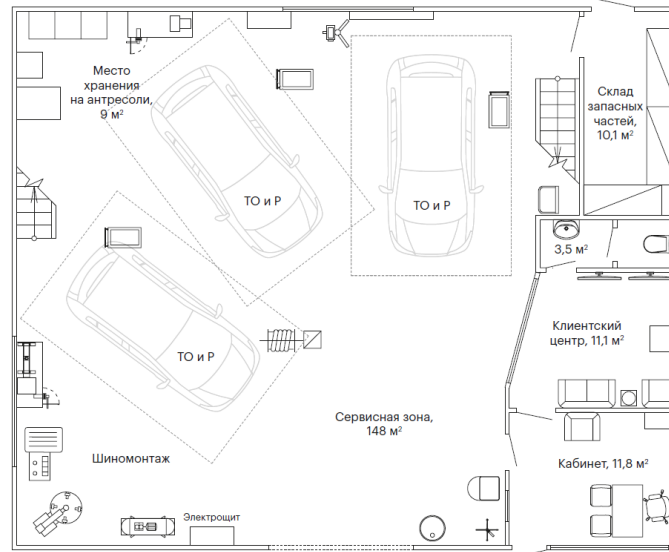 Место
хранения
на антресоли,
9 м²
Склад
запасных
частей,
10,1 м²
ТО и Р
ТО и Р
3,5 м²
Клиентский
центр, 11,1 м²
ТО и Р
Сервисная зона,
148 м²
Шиномонтаж
Кабинет, 11,8 м²
Электрощит